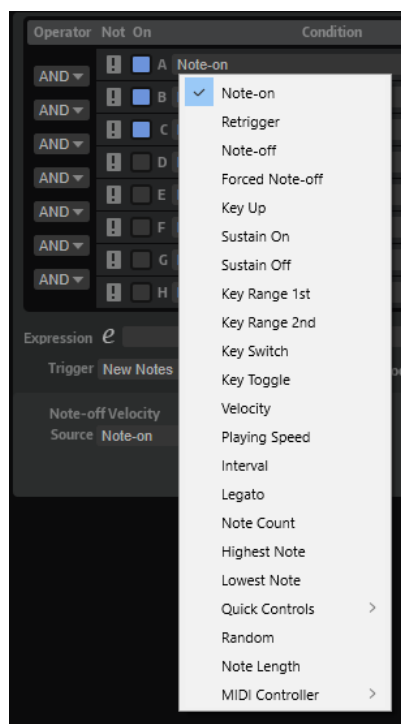 Operator Not On Condition
AND
AND
AND
AND
AND
AND
AND
A Note-on
B
C
D
E
F
G
H
Note-on
Retrigger
Note-off
Forced Note-off
Key Up
Sustain On
Sustain Off
Key Range 1st
Key Range 2nd
Key Switch
Key Toggle
Velocity
Playing Speed
Interval
Legato
Note Count
Highest Note
Lowest Note
Quick Controls
Random
Note Length
MIDI Controller
Expression e
Trigger New Notes
Note-off Velocity
Source Note-on